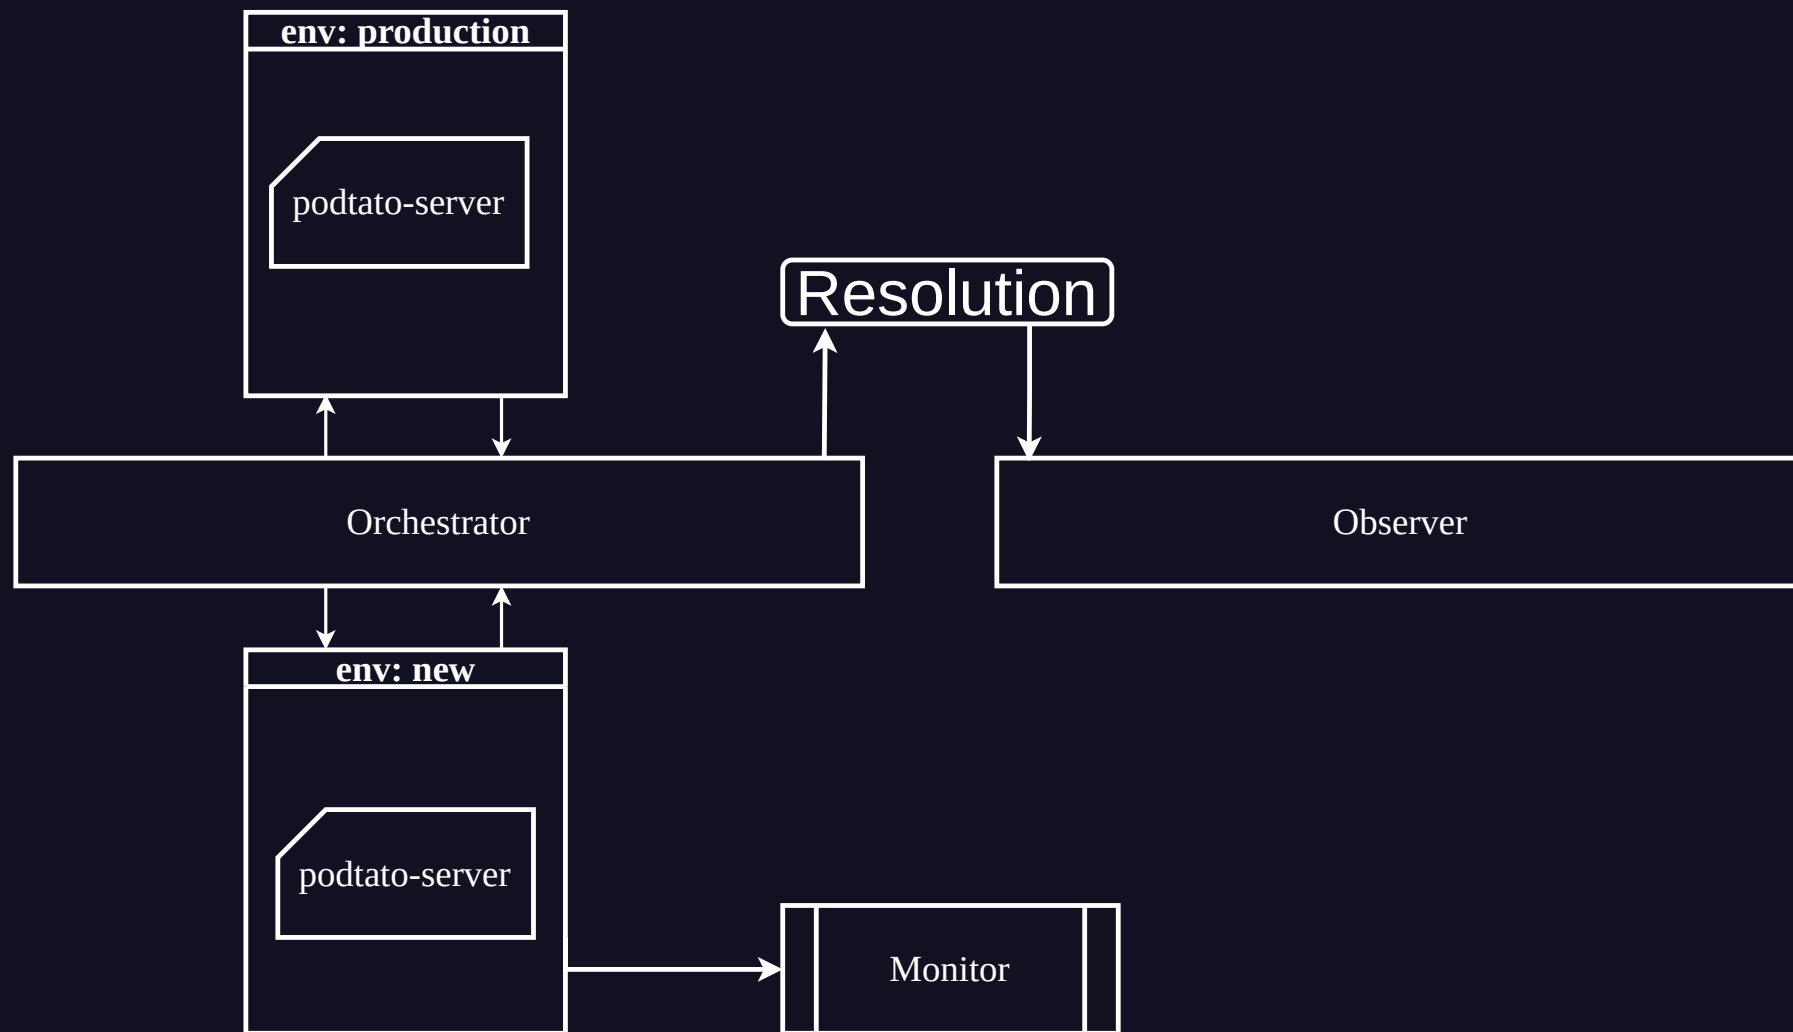 env: production
podtato-server
Resolution
Orchestrator
Observer
env: new
podtato-server
Monitor